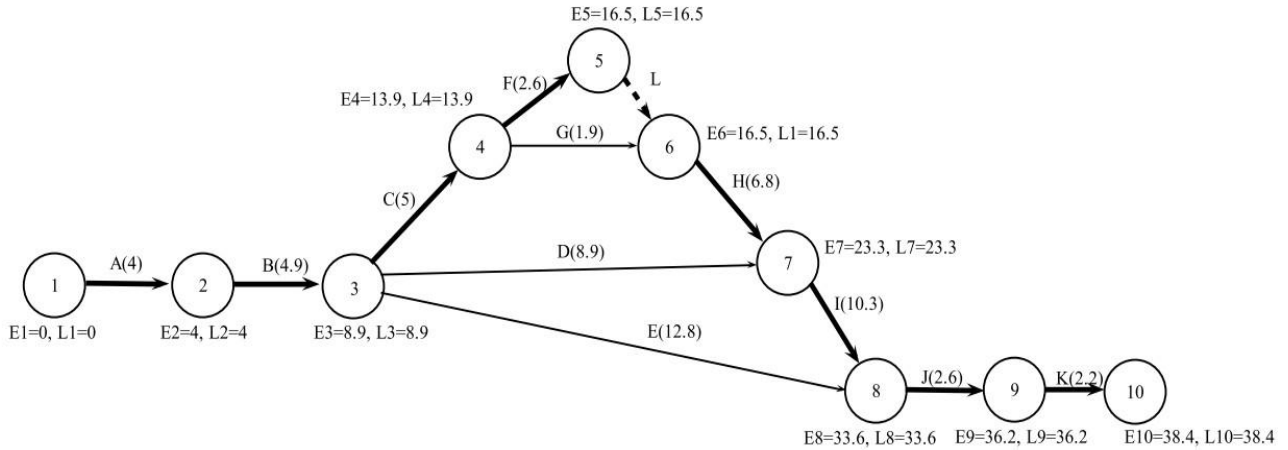 E5=16.5, L5=16.5
5
L
F(2.6)
E4=13.9, L4=13.9
G(1.9)
E6=16.5, L1=16.5
4
6
H(6.8)
C(5)
D(8.9)
E7=23.3, L7=23.3
7
A(4)
B(4.9)
1
2
3
I(10.3)
E1=0, L1=0
E2=4, L2=4
E3=8.9, L3=8.9
E(12.8)
J(2.6)
K(2.2)
8
9
10
E8=33.6, L8=33.6
E9=36.2, L9=36.2
E10=38.4, L10=38.4